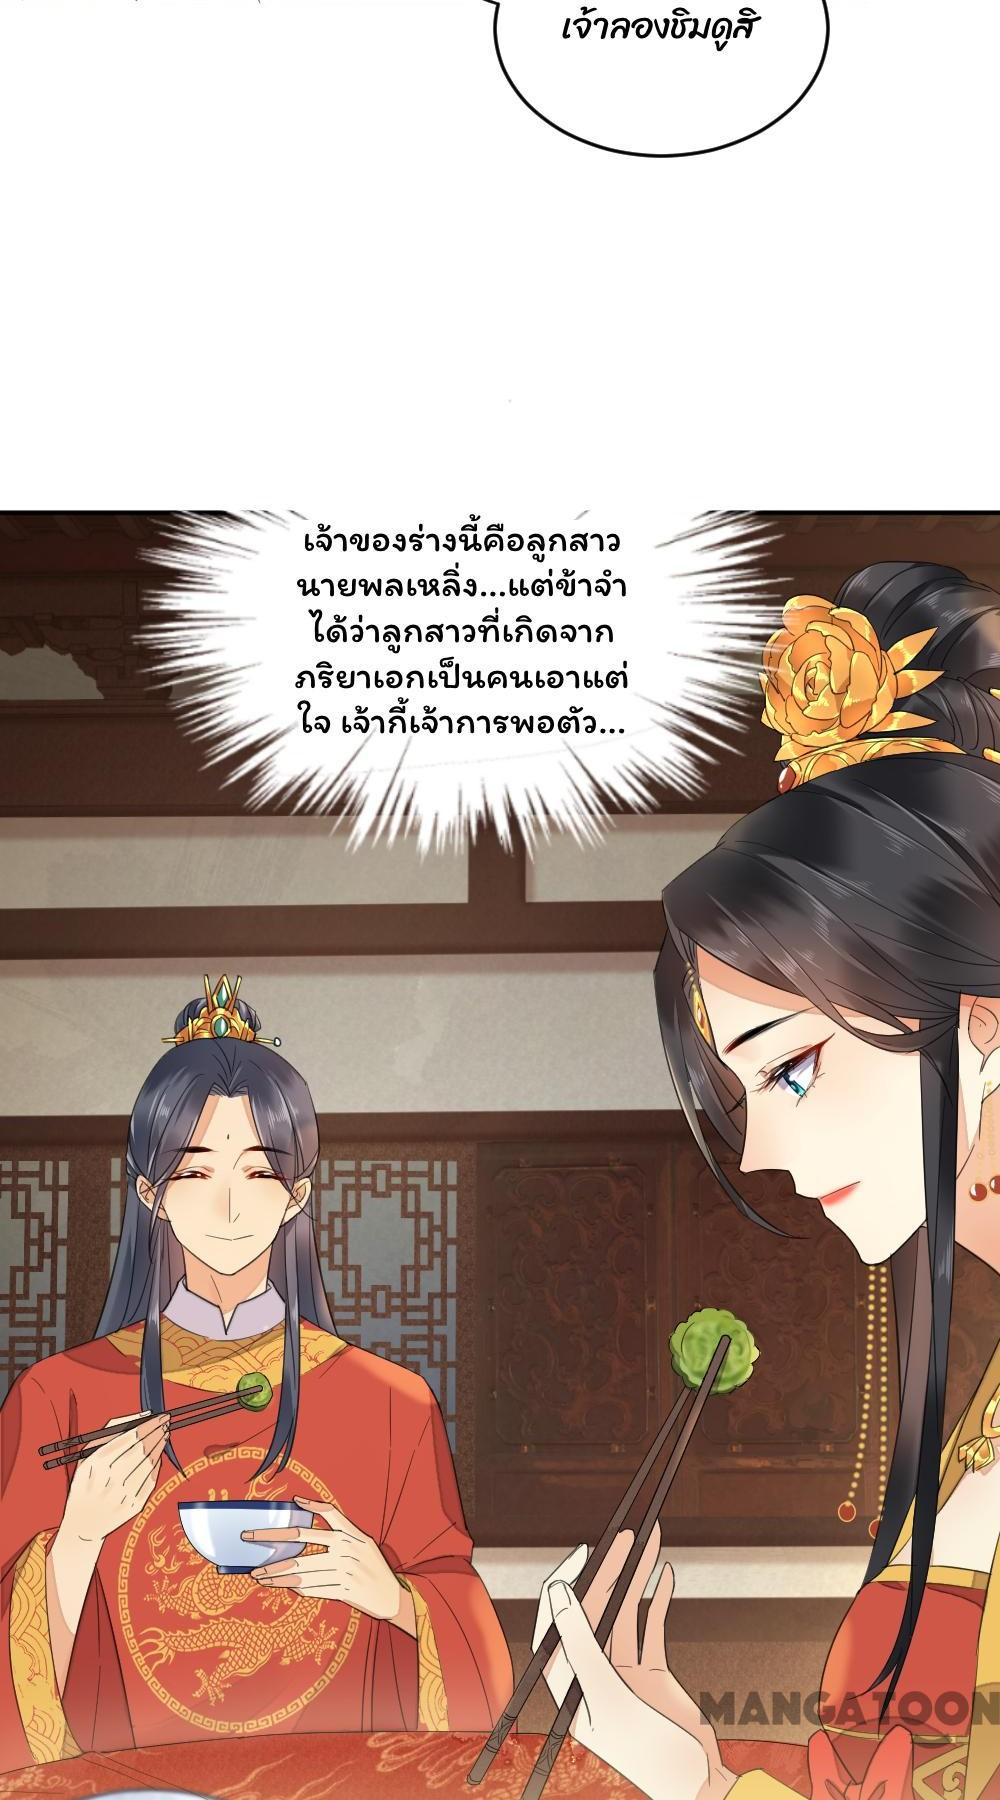 เจ้าลองชิมดูสิ
เจ้าของร่างนี้คือลูกสาว
นายพลเหลิ่ง...แต่ข้าจำ
ได้ว่าลูกสาวที่เกิดจาก
ภริยาเอกเป็นคนเอาแต่
ใจ เจ้ากี้เจ้าการพอตัว...
MANGATOON